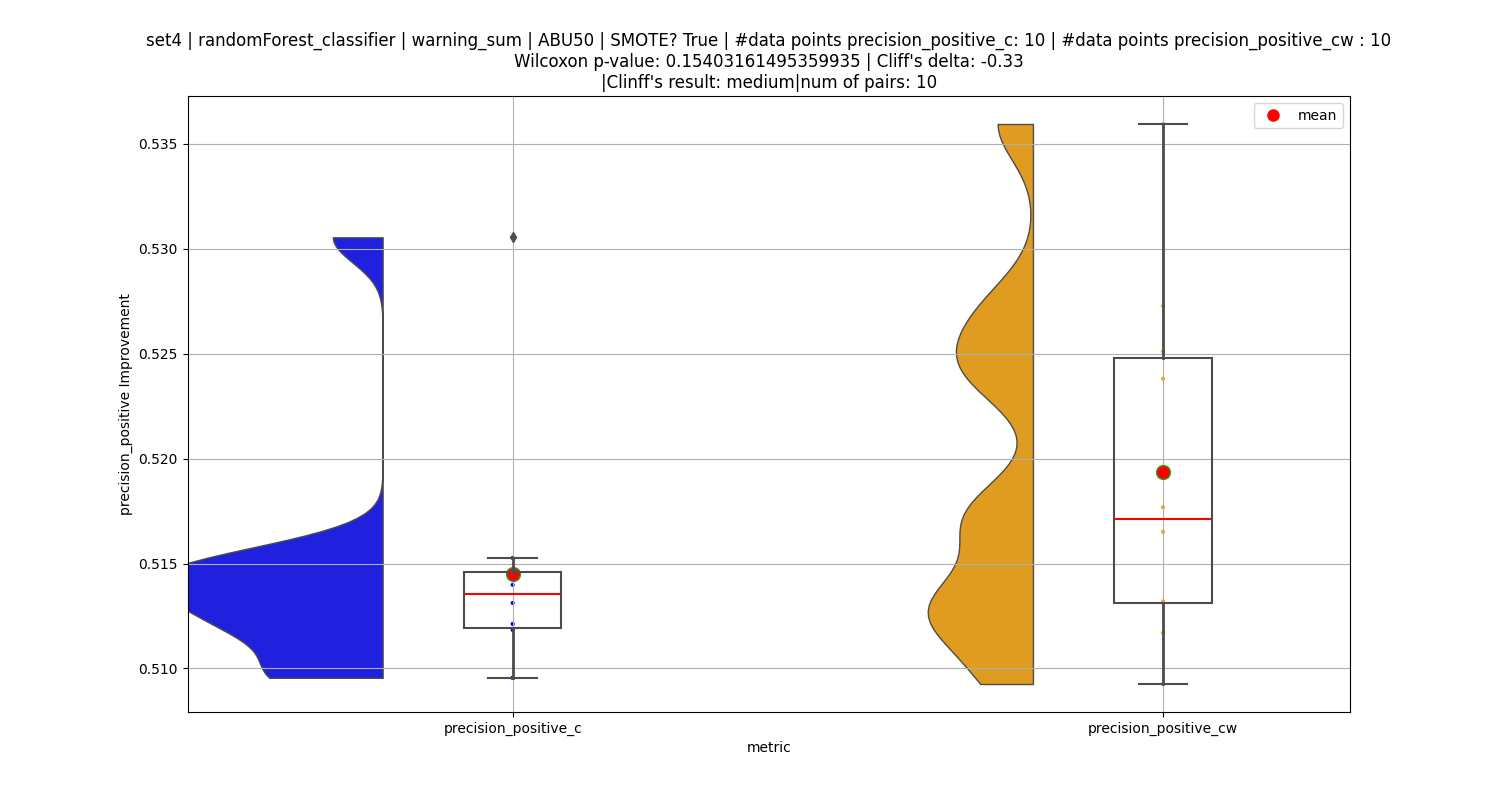 set4 | randomForest_classifier | warning_sum | ABU50 | SMOTE? True | #data points precision_positive_c: 10 | #data points precision_positive_cw : 10
Wilcoxon p-value: 0.15403161495359935 | Cliff's delta: -0.33
|Clinff's result: medium|num of pairs: 10
mean
0.535
0.530
0.525
0.520
0.515
0.510
precision_positive Improvement
precision_positive_c
precision_positive_cw
metric